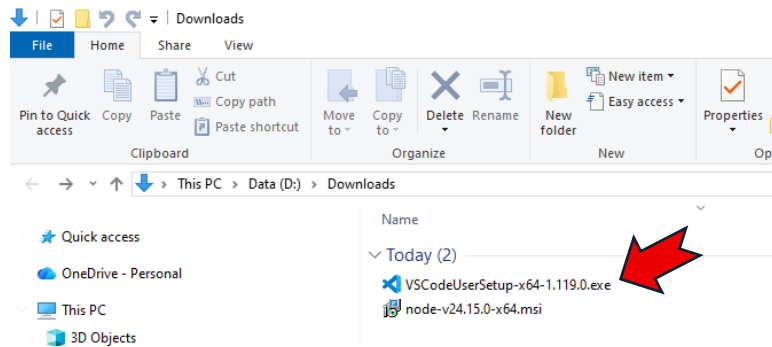 Downloads
File Home Share View
Pin to Quick access
Copy
Paste
Cut
Copy path
Paste shortcut
Clipboard
Move to
Copy to
Delete
Rename
Organize
New folder
New item
Easy access
New
Properties
Op
This PC > Data (D:) > Downloads
Quick access
OneDrive - Personal
This PC
3D Objects
Name
Today (2)
VSCodeUserSetup-x64-1.119.0.exe
node-v24.15.0-x64.msi